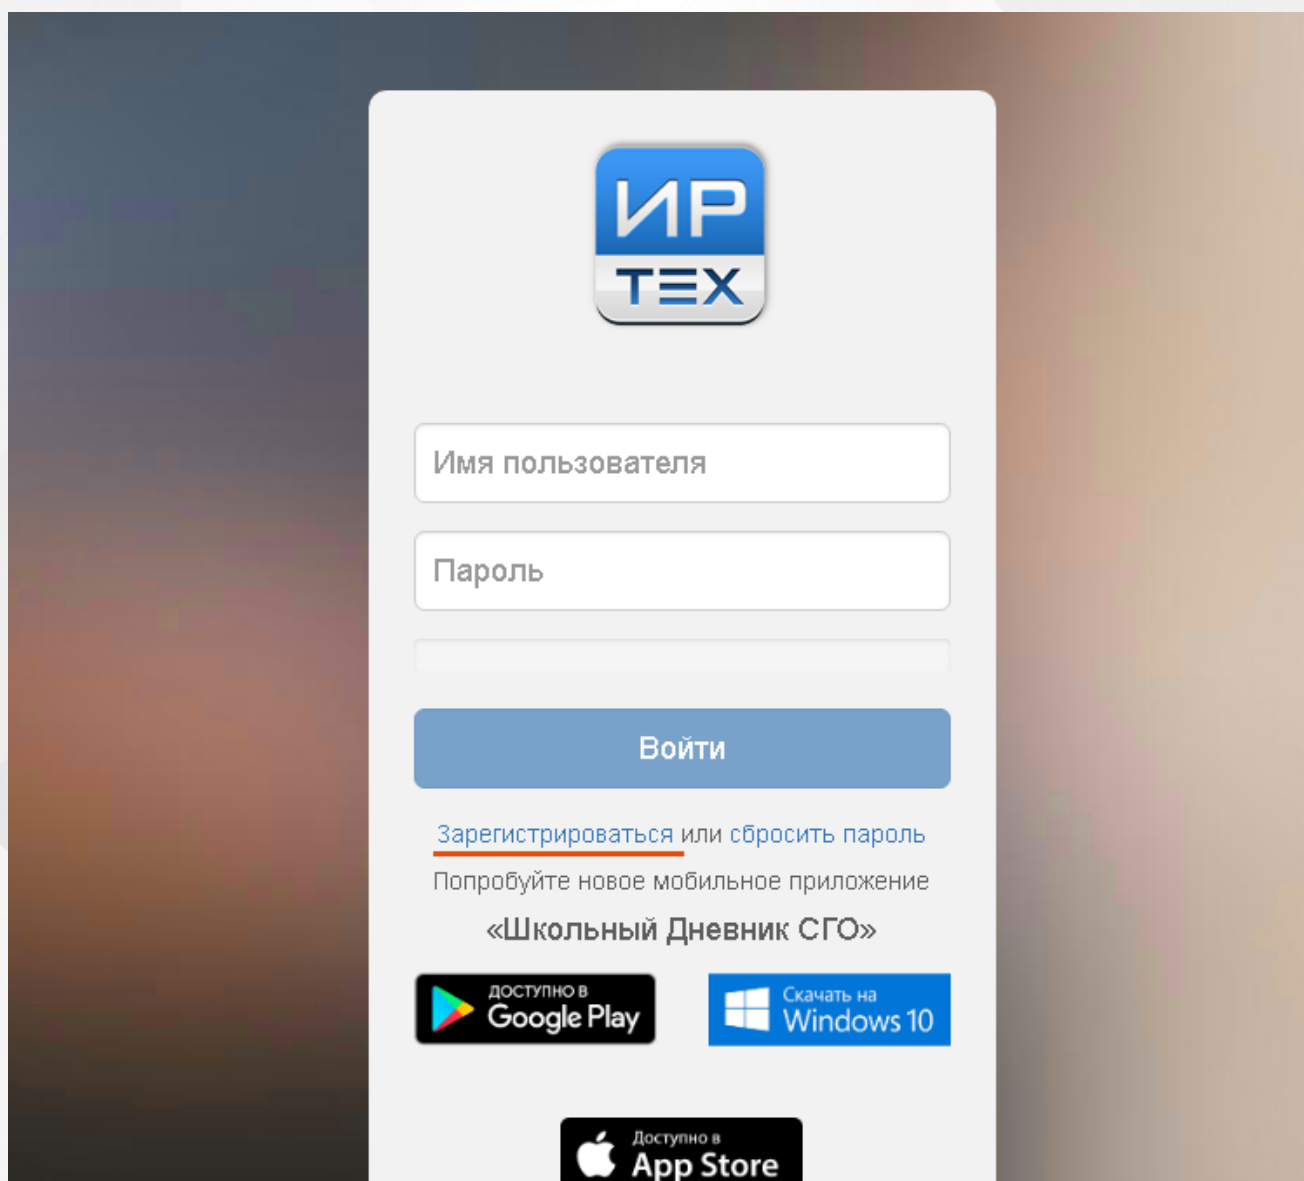 ИР
ТЕХ
Имя пользователя
Пароль
Войти
Зарегистрироваться или сбросить пароль
Попробуйте новое мобильное приложение
«Школьный Дневник СГО»
ДОСТУПНО В
Google Play
Скачать на
Windows 10
Доступно в
App Store